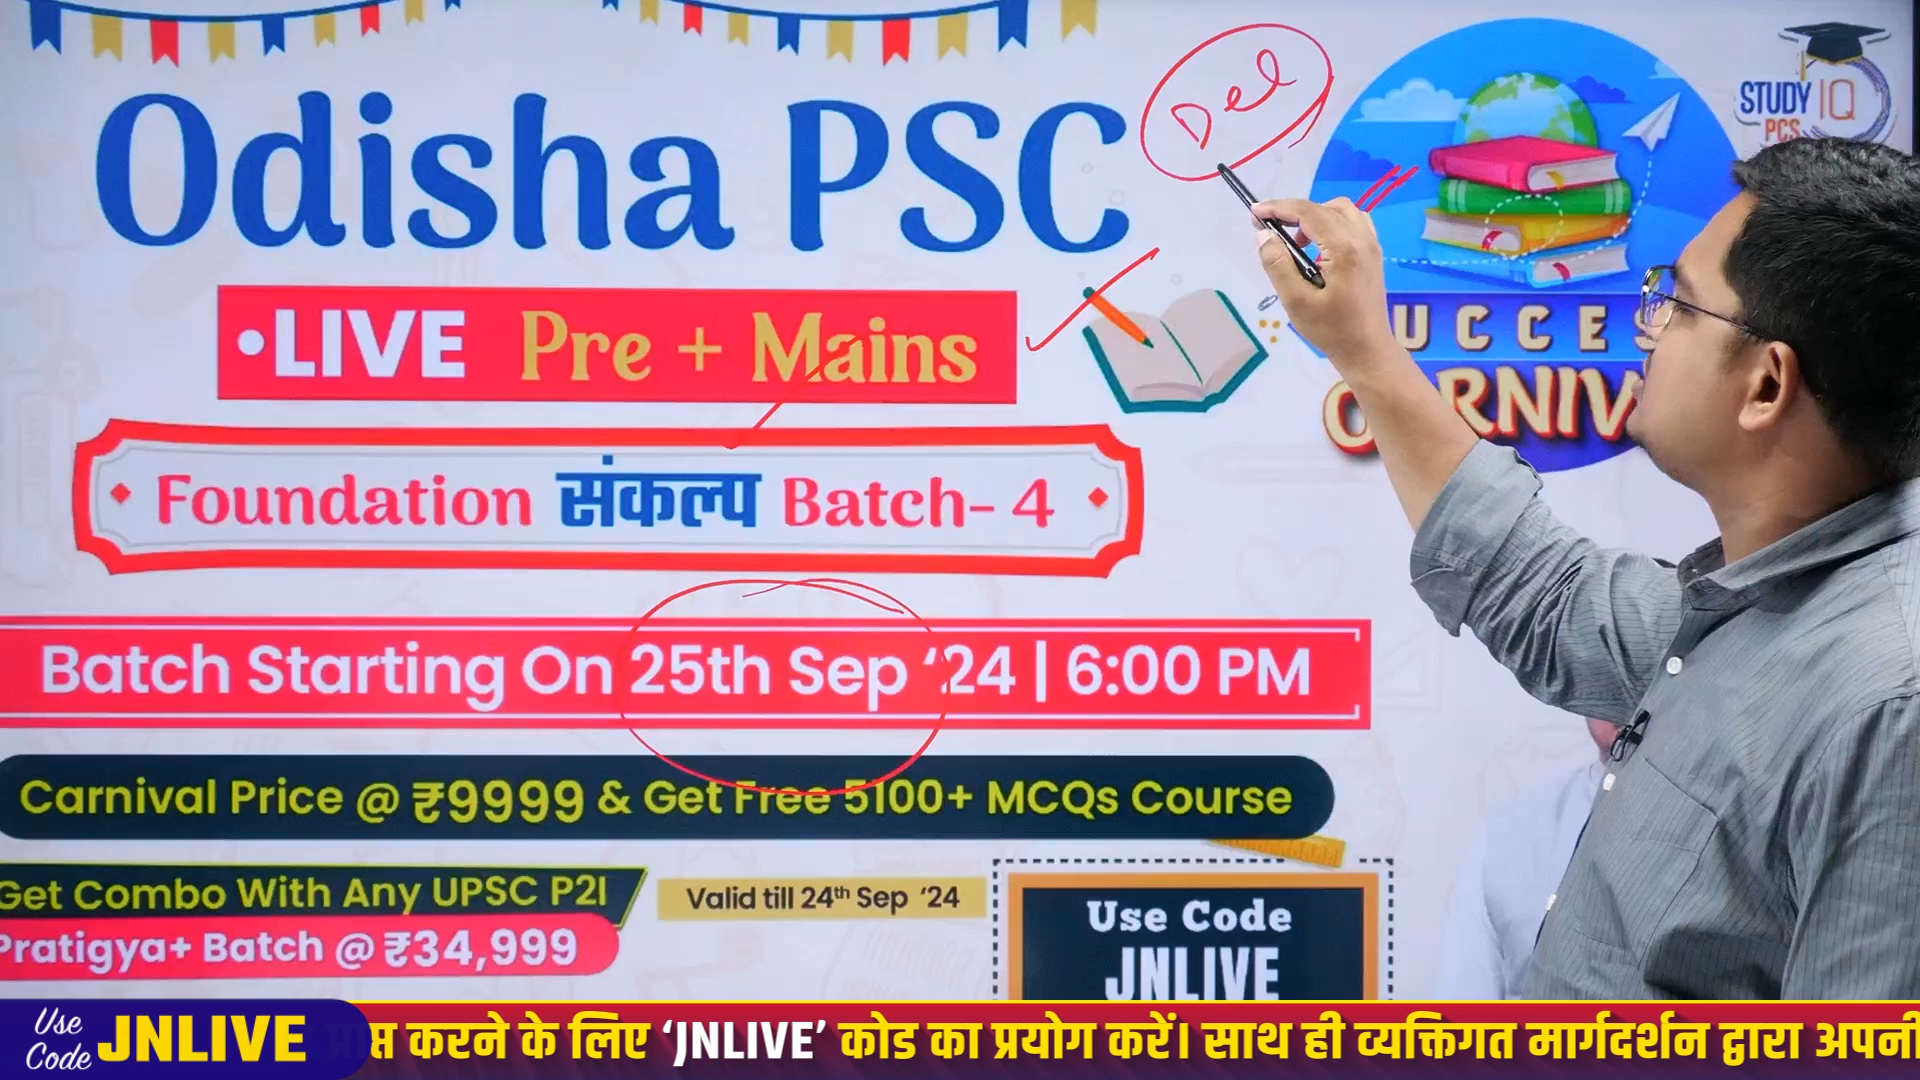 Odisha PSC
Del
STUDY IQ
PCS
•LIVE Pre + Mains
UCCES
RNIV
Foundation संकल्प Batch- 4
Batch Starting On 25th Sep ‘24 | 6:00 PM
Carnival Price @ ₹9999 & Get Free 5100+ MCQs Course
Get Combo With Any UPSC P2I
Pratigya+ Batch @ ₹34,999
Valid till 24th Sep ‘24
Use Code
JNLIVE
Use Code JNLIVE
करने के लिए ‘JNLIVE’ कोड का प्रयोग करें। साथ ही व्यक्तिगत मार्गदर्शन द्वारा अपनी